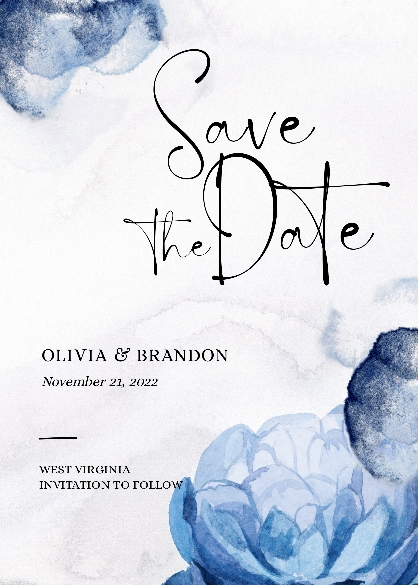 Save
the Date
OLIVIA & BRANDON
November 21, 2022
WEST VIRGINIA
INVITATION TO FOLLOW